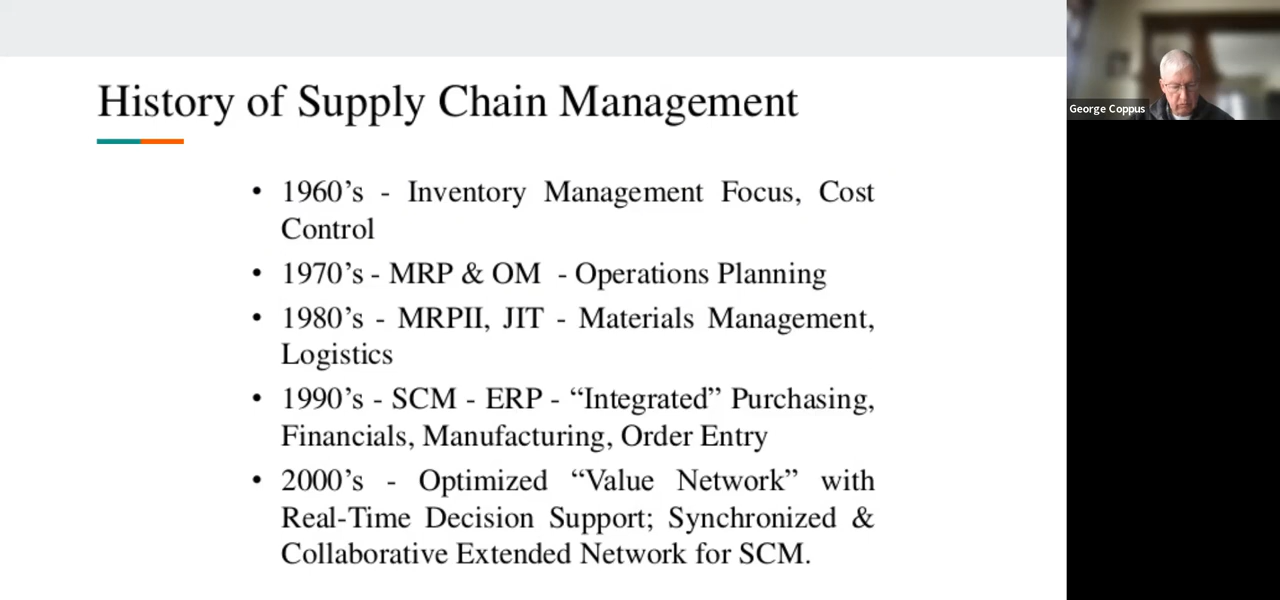 History of Supply Chain Management
• 1960’s - Inventory Management Focus, Cost
Control
• 1970’s - MRP & OM - Operations Planning
• 1980’s - MRPII, JIT - Materials Management,
Logistics
• 1990’s - SCM - ERP - “Integrated” Purchasing,
Financials, Manufacturing, Order Entry
• 2000’s - Optimized “Value Network” with
Real-Time Decision Support; Synchronized &
Collaborative Extended Network for SCM.
George Coppus